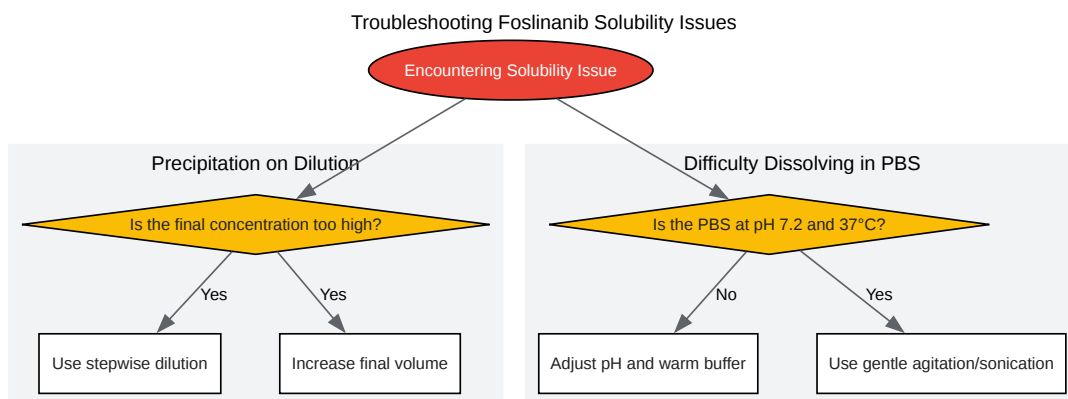 Troubleshooting Foslinanib Solubility Issues
Encountering Solubility Issue
Precipitation on Dilution
Difficulty Dissolving in PBS
Is the final concentration too high?
Is the PBS at pH 7.2 and 37°C?
Yes
Yes
No
Yes
Use stepwise dilution
Increase final volume
Adjust pH and warm buffer
Use gentle agitation/sonication